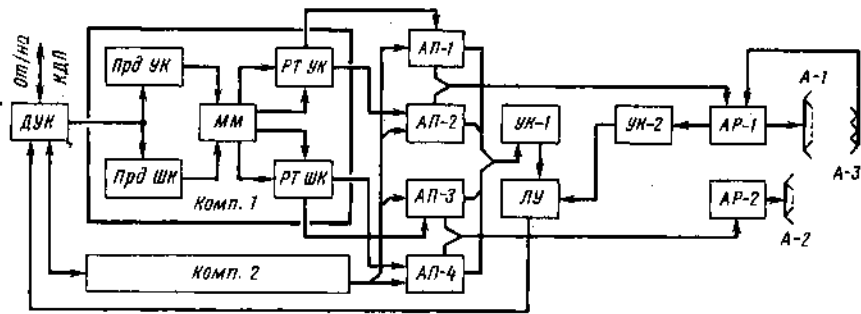 От/на
КДП
ДУК
Прд УК
Прд ШК
ММ
РТ УК
РТ ШК
Комп. 1
Комп. 2
АП-1
АП-2
АП-3
АП-4
УК-1
ЛУ
УК-2
АР-1
АР-2
А-1
А-3
А-2